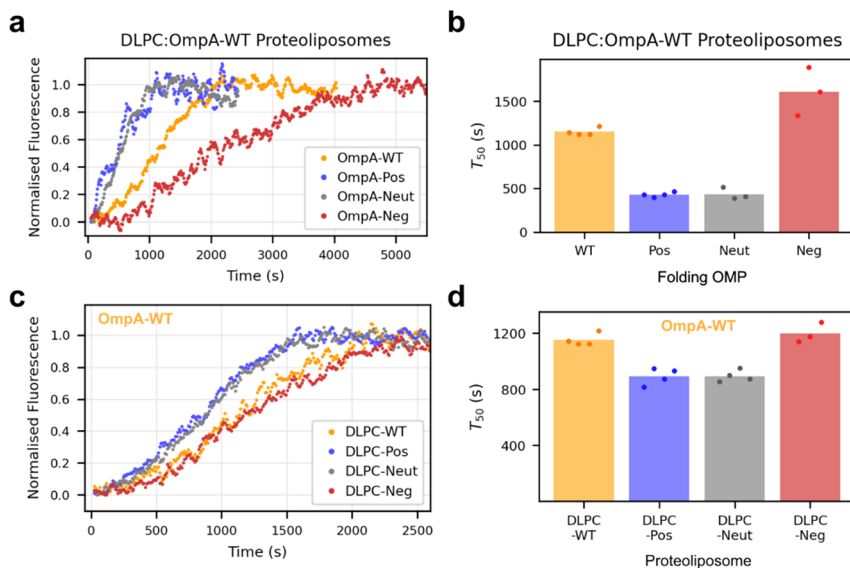 a
DLPC:OmpA-WT Proteoliposomes
Normalised Fluorescence
1.0
0.8
0.6
0.4
0.2
0.0
OmpA-WT
OmpA-Pos
OmpA-Neut
OmpA-Neg
0 1000 2000 3000 4000 5000
Time (s)
b
DLPC:OmpA-WT Proteoliposomes
T50 (s)
1500
1000
500
0
WT Pos Neut Neg
Folding OMP
c
OmpA-WT
Normalised Fluorescence
1.0
0.8
0.6
0.4
0.2
0.0
DLPC-WT
DLPC-Pos
DLPC-Neut
DLPC-Neg
0 500 1000 1500 2000 2500
Time (s)
d
OmpA-WT
T50 (s)
1200
800
400
DLPC DLPC DLPC DLPC
-WT -Pos -Neut -Neg
Proteoliposome